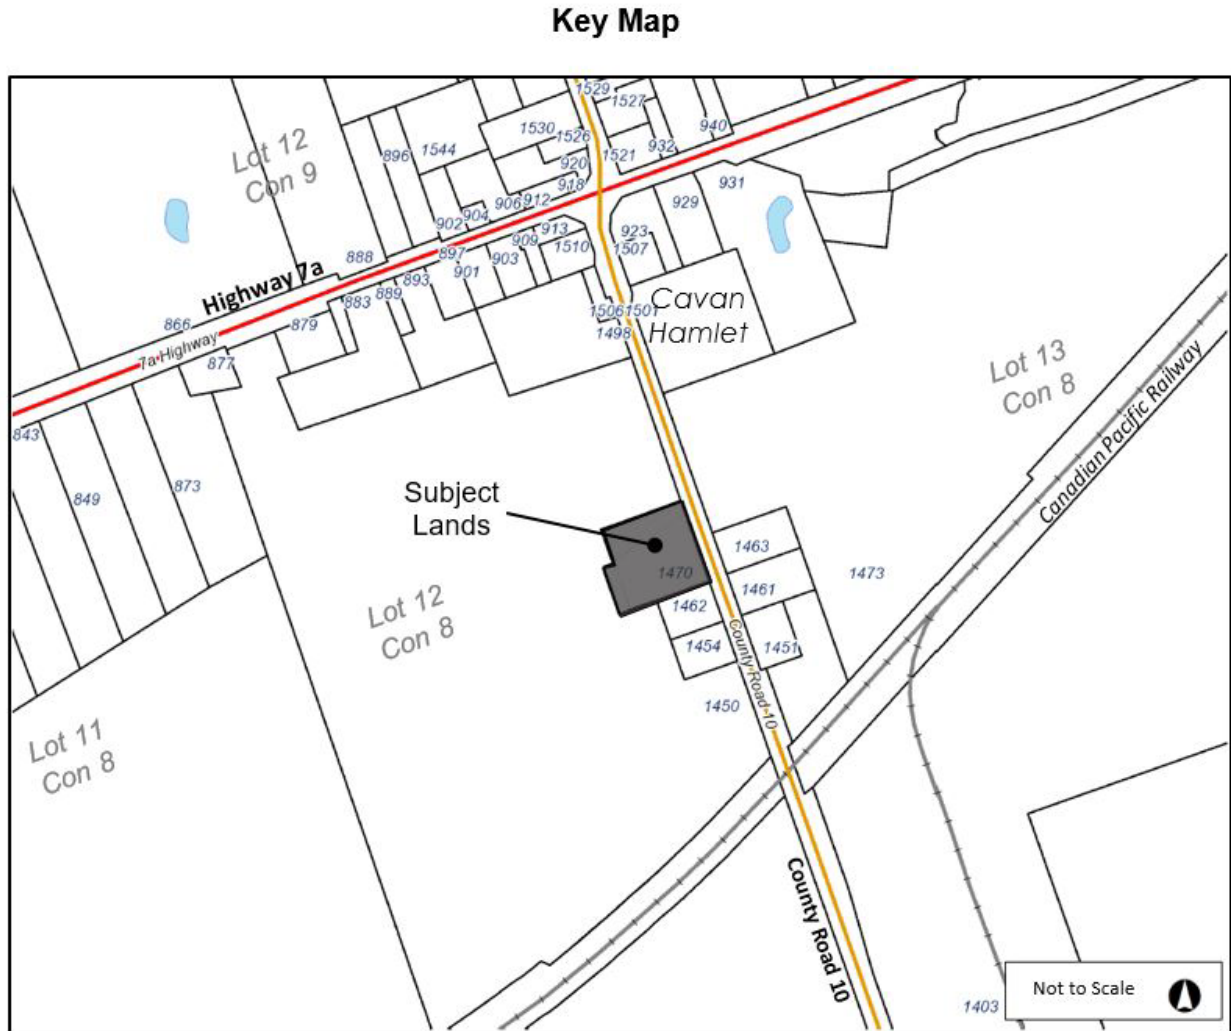 Key Map
1529
1527
1530
1526
940
932
1521
1544
896
920
918
Lot 12
Con 9
931
929
906
912
904
902
923
913
909
1510
1507
897
903
901
888
893
889
883
Highway 7a
866
879
7a Highway
877
1506
1501
1498
Cavan
Hamlet
Lot 13
Con 8
Canadian Pacific Railway
843
849
873
Subject
Lands
1463
1470
1461
1473
1462
Lot 12
Con 8
1454
1451
County Road 10
1450
Lot 11
Con 8
County Road 10
Not to Scale
1403